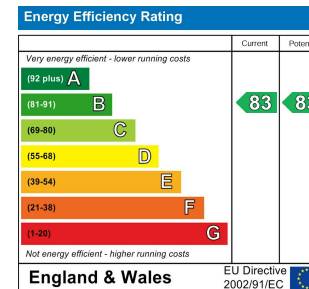 Energy Efficiency Rating
Current
Very energy efficient - lower running costs
(92 plus) A
(81-91) B 83
(69-80) C
(55-68) D
(39-54) E
(21-38) F
(1-20) G
Not energy efficient - higher running costs
England & Wales
EU Directive
2002/91/EC